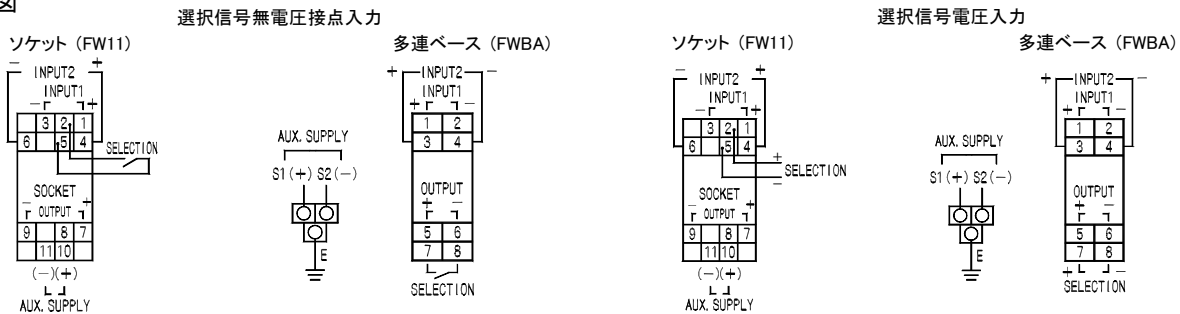 図
選択信号無電圧接点入力
ソケット (FW11)
多連ベース (FWBA)
− INPUT2 +
INPUT1
− +
3 2 1
6 5 4
SELECTION
SOCKET
− OUTPUT +
9 8 7
11 10
(−)(+)
AUX. SUPPLY
AUX. SUPPLY
S1(+) S2(−)
E
+ INPUT2 −
INPUT1
+ −
1 2
3 4
OUTPUT
+ −
5 6
7 8
SELECTION
選択信号電圧入力
ソケット (FW11)
多連ベース (FWBA)
− INPUT2 +
INPUT1
− +
3 2 1
6 5 4
+
SELECTION
−
SOCKET
− OUTPUT +
9 8 7
11 10
(−)(+)
AUX. SUPPLY
AUX. SUPPLY
S1(+) S2(−)
E
+ INPUT2 −
INPUT1
+ −
1 2
3 4
OUTPUT
+ −
5 6
7 8
+ −
SELECTION